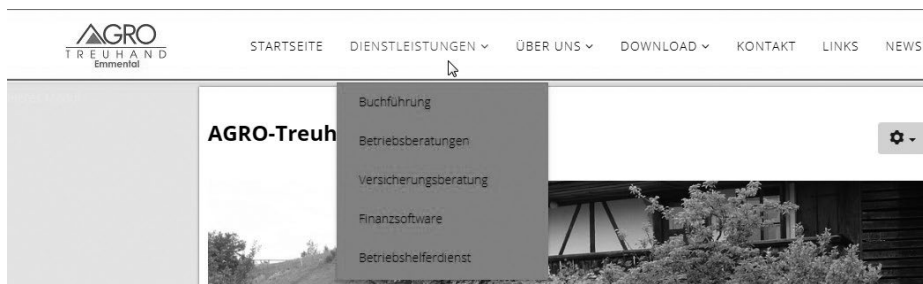 AGRO
TREUHAND
Emmental
STARTSEITE DIENSTLEISTUNGEN ÜBER UNS DOWNLOAD KONTAKT LINKS NEWS
Buchführung
AGRO-Treuh
Betriebsberatungen
Versicherungsberatung
Finanzsoftware
Betriebshelferdienst